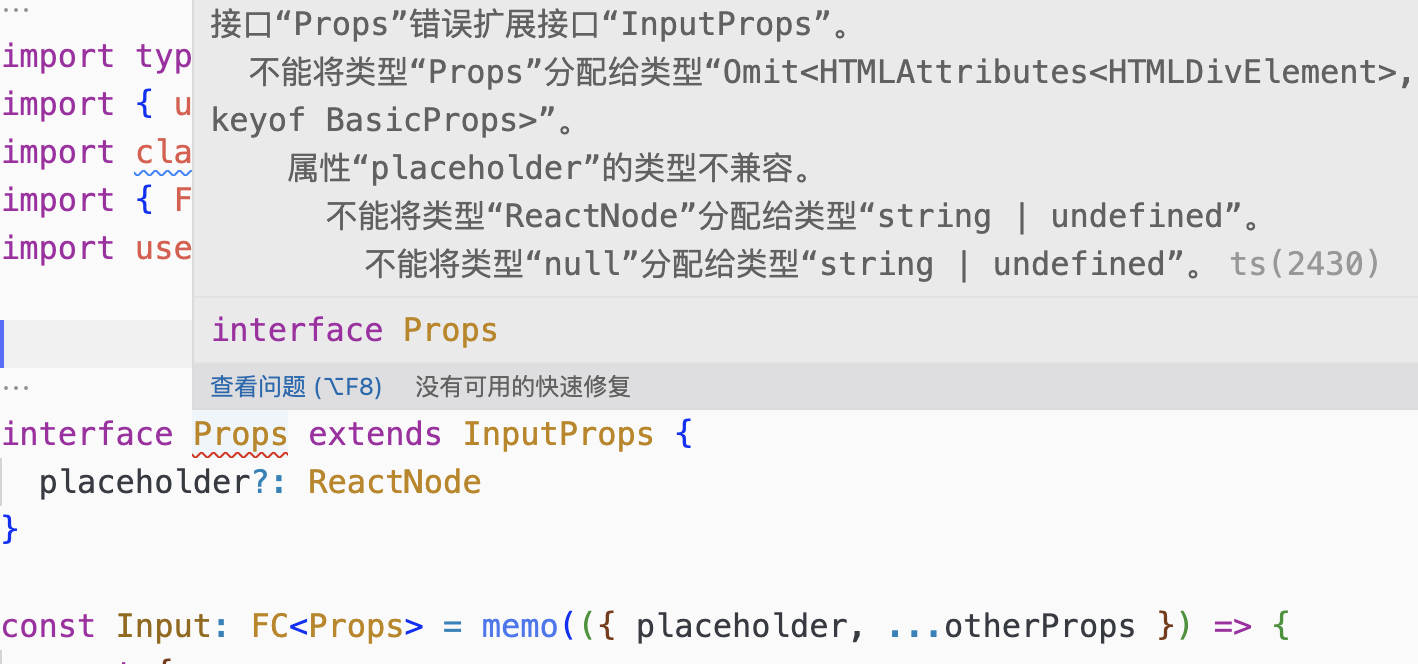 ...
接口“Props”错误扩展接口“InputProps”。
import typ
不能将类型“Props”分配给类型“Omit<HTMLAttributes<HTMLDivElement>,
import { u
keyof BasicProps>”。
import cla
属性“placeholder”的类型不兼容。
import { F
不能将类型“ReactNode”分配给类型“string | undefined”。
import use
不能将类型“null”分配给类型“string | undefined”。 ts(2430)
interface Props
...
查看问题 (⌥F8) 没有可用的快速修复
interface Props extends InputProps {
placeholder?: ReactNode
}
const Input: FC<Props> = memo(({ placeholder, ...otherProps }) => {